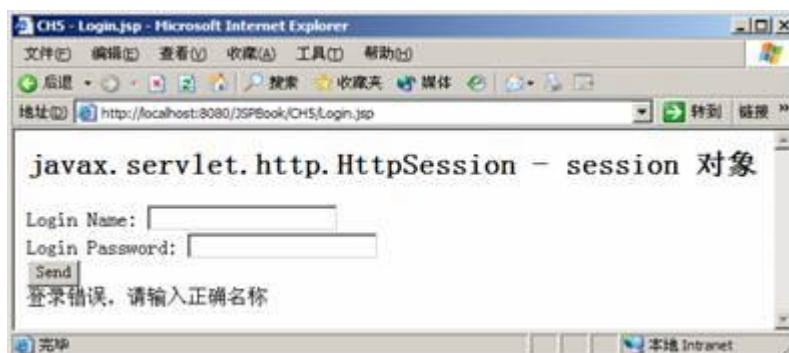 CH5 - Login.jsp - Microsoft Internet Explorer
文件(F) 编辑(E) 查看(V) 收藏(A) 工具(T) 帮助(H)
后退 搜索 收藏夹 媒体
地址(D) http://localhost:8080/JSPBook/CH5/Login.jsp 转到 链接 »
javax.servlet.http.HttpSession - session 对象
Login Name:
Login Password:
Send
登录错误，请输入正确名称
完毕 本地 Intranet